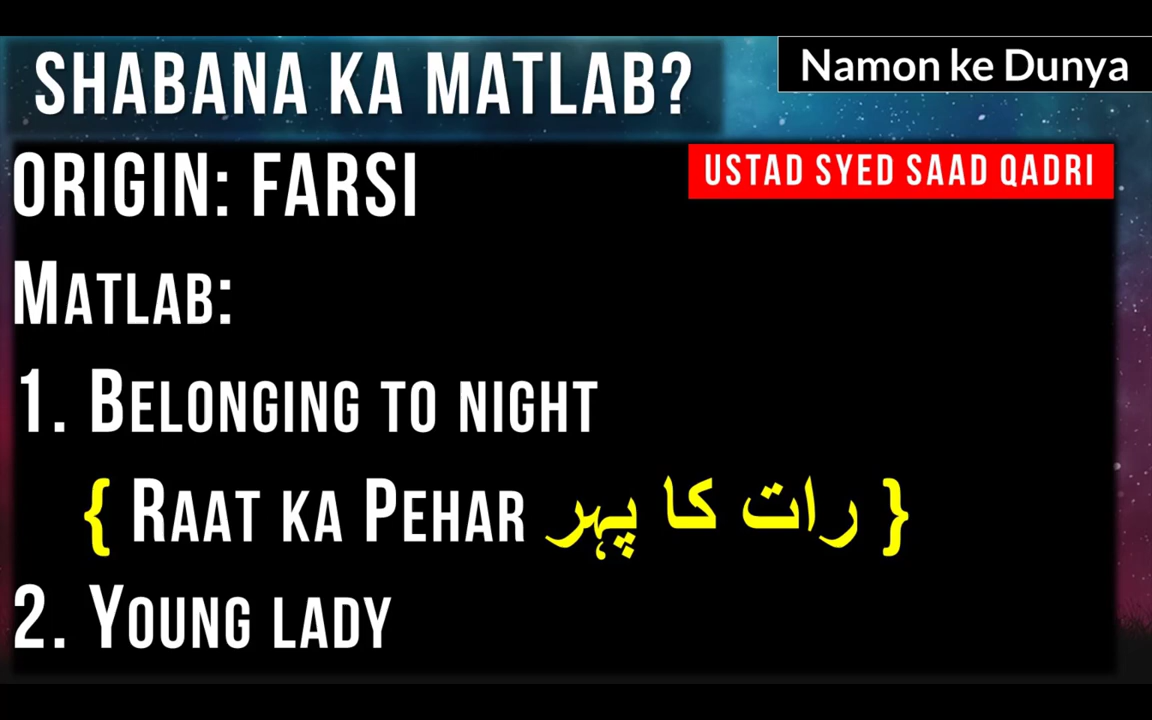 SHABANA KA MATLAB?
Namon ke Dunya
USTAD SYED SAAD QADRI
ORIGIN: FARSI
MATLAB:
1. BELONGING TO NIGHT
{ RAAT KA PEHAR رات کا پہر }
2. YOUNG LADY